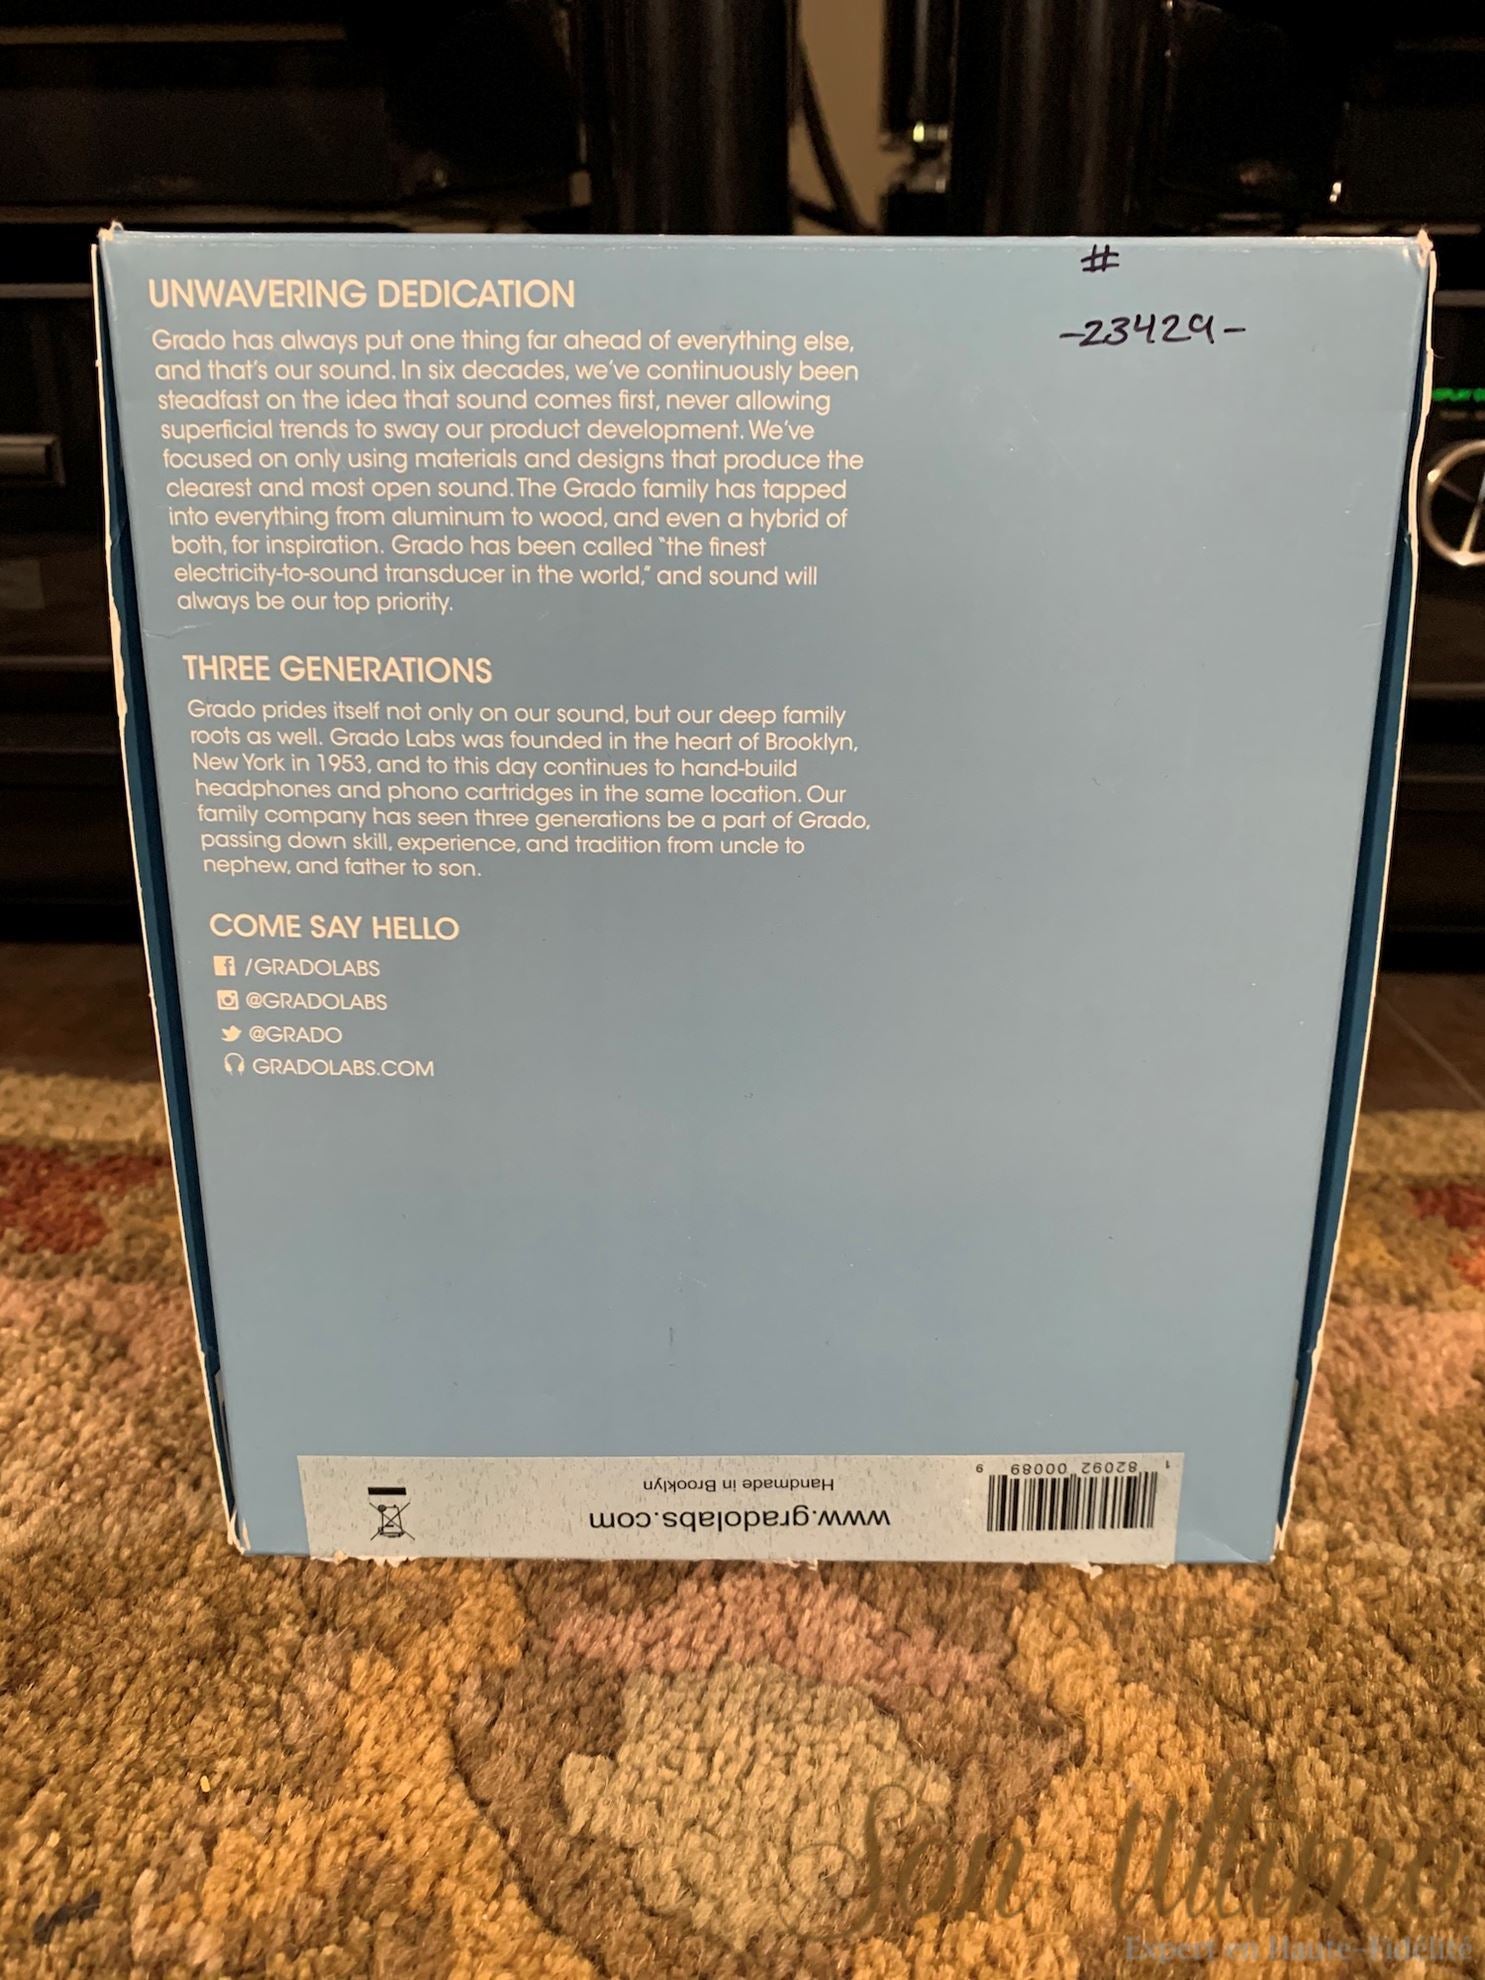 #
-23429-
UNWAVERING DEDICATION
Grado has always put one thing far ahead of everything else,
and that's our sound. In six decades, we've continuously been
steadfast on the idea that sound comes first, never allowing
superficial trends to sway our product development. We've
focused on only using materials and designs that produce the
clearest and most open sound. The Grado family has tapped
into everything from aluminum to wood, and even a hybrid of
both, for inspiration. Grado has been called "the finest
electricity-to-sound transducer in the world," and sound will
always be our top priority.
THREE GENERATIONS
Grado prides itself not only on our sound, but our deep family
roots as well. Grado Labs was founded in the heart of Brooklyn,
New York in 1953, and to this day continues to hand-build
headphones and phono cartridges in the same location. Our
family company has seen three generations be a part of Grado,
passing down skill, experience, and tradition from uncle to
nephew, and father to son.
COME SAY HELLO
/GRADOLABS
@GRADOLABS
@GRADO
GRADOLABS.COM
www.gradolabs.com
Handmade in Brooklyn
1 82092 00089 9
Son Ultime
Expert en Haute-Fidélité